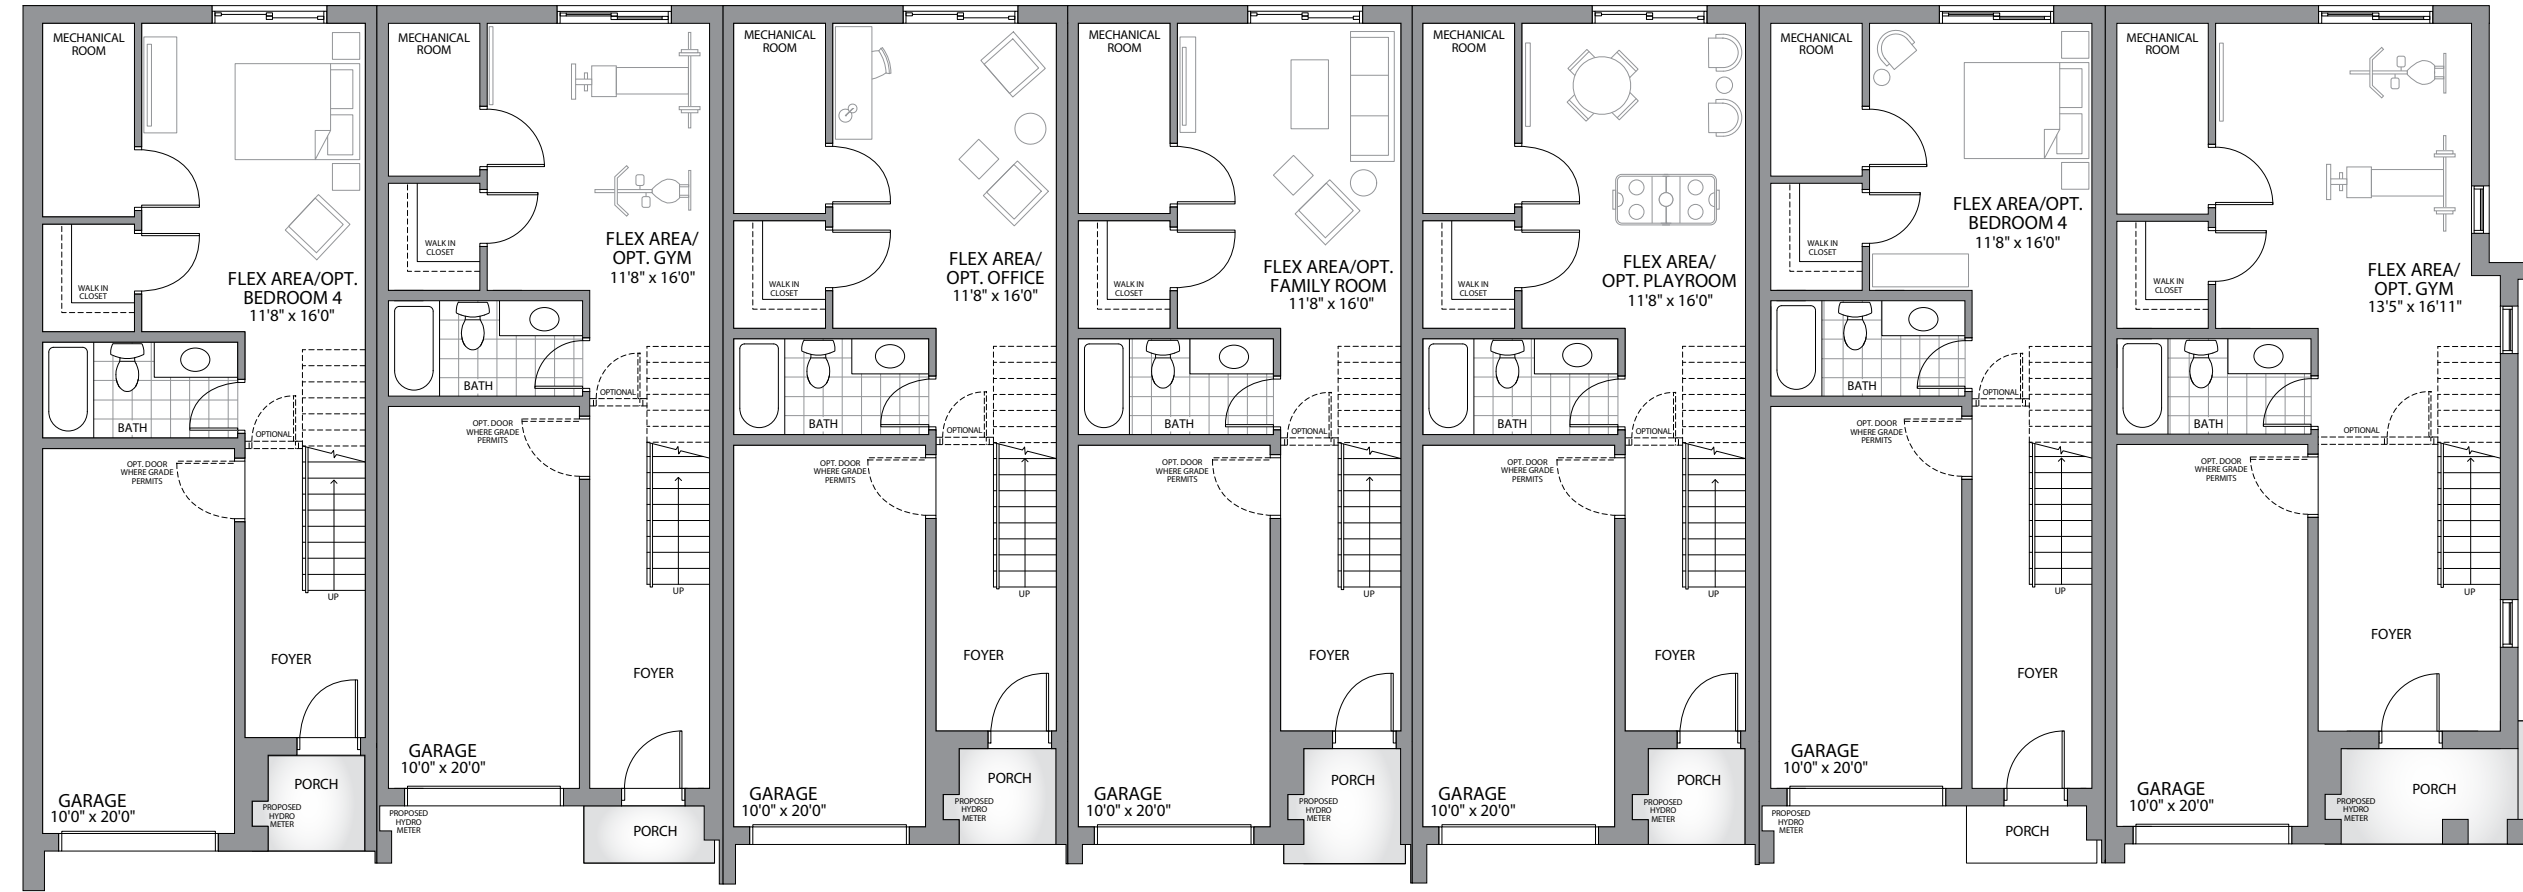 MECHANICAL
ROOM
WALK IN
CLOSET
FLEX AREA/OPT.
BEDROOM 4
11'8" x 16'0"
BATH
OPTIONAL
OPT. DOOR
WHERE GRADE
PERMITS
UP
FOYER
GARAGE
10'0" x 20'0"
PORCH
PROPOSED
HYDRO
METER
MECHANICAL
ROOM
WALK IN
CLOSET
FLEX AREA/
OPT. GYM
11'8" x 16'0"
BATH
OPTIONAL
OPT. DOOR
WHERE GRADE
PERMITS
UP
FOYER
GARAGE
10'0" x 20'0"
PROPOSED
HYDRO
METER
PORCH
MECHANICAL
ROOM
WALK IN
CLOSET
FLEX AREA/
OPT. OFFICE
11'8" x 16'0"
BATH
OPTIONAL
OPT. DOOR
WHERE GRADE
PERMITS
UP
FOYER
GARAGE
10'0" x 20'0"
PORCH
PROPOSED
HYDRO
METER
MECHANICAL
ROOM
WALK IN
CLOSET
FLEX AREA/OPT.
FAMILY ROOM
11'8" x 16'0"
BATH
OPTIONAL
OPT. DOOR
WHERE GRADE
PERMITS
UP
FOYER
GARAGE
10'0" x 20'0"
PORCH
PROPOSED
HYDRO
METER
MECHANICAL
ROOM
WALK IN
CLOSET
FLEX AREA/
OPT. PLAYROOM
11'8" x 16'0"
BATH
OPTIONAL
OPT. DOOR
WHERE GRADE
PERMITS
UP
FOYER
GARAGE
10'0" x 20'0"
PORCH
PROPOSED
HYDRO
METER
MECHANICAL
ROOM
WALK IN
CLOSET
FLEX AREA/OPT.
BEDROOM 4
11'8" x 16'0"
BATH
OPTIONAL
OPT. DOOR
WHERE GRADE
PERMITS
UP
FOYER
GARAGE
10'0" x 20'0"
PROPOSED
HYDRO
METER
PORCH
MECHANICAL
ROOM
WALK IN
CLOSET
FLEX AREA/
OPT. GYM
13'5" x 16'11"
BATH
OPTIONAL
OPT. DOOR
WHERE GRADE
PERMITS
UP
FOYER
GARAGE
10'0" x 20'0"
PORCH
PROPOSED
HYDRO
METER